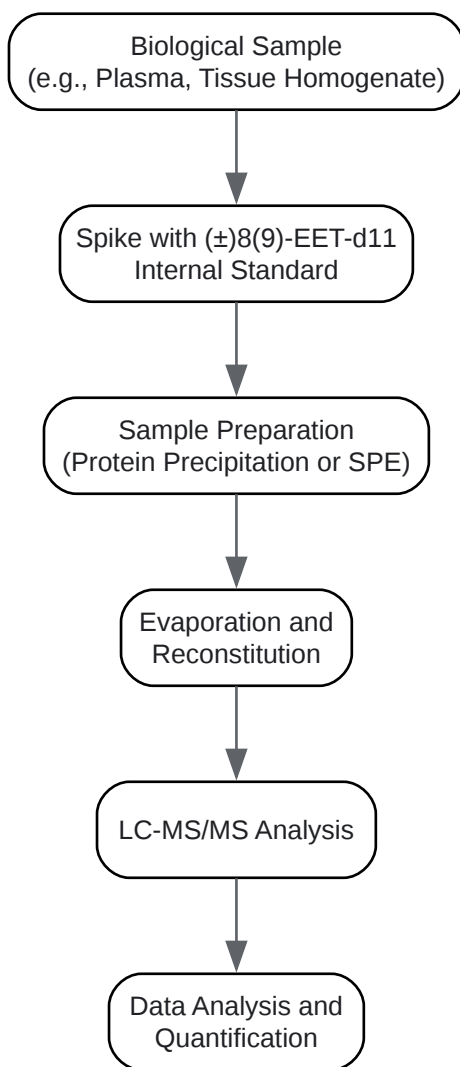 Biological Sample
(e.g., Plasma, Tissue Homogenate)
Spike with (±)8(9)-EET-d11
Internal Standard
Sample Preparation
(Protein Precipitation or SPE)
Evaporation and
Reconstitution
LC-MS/MS Analysis
Data Analysis and
Quantification